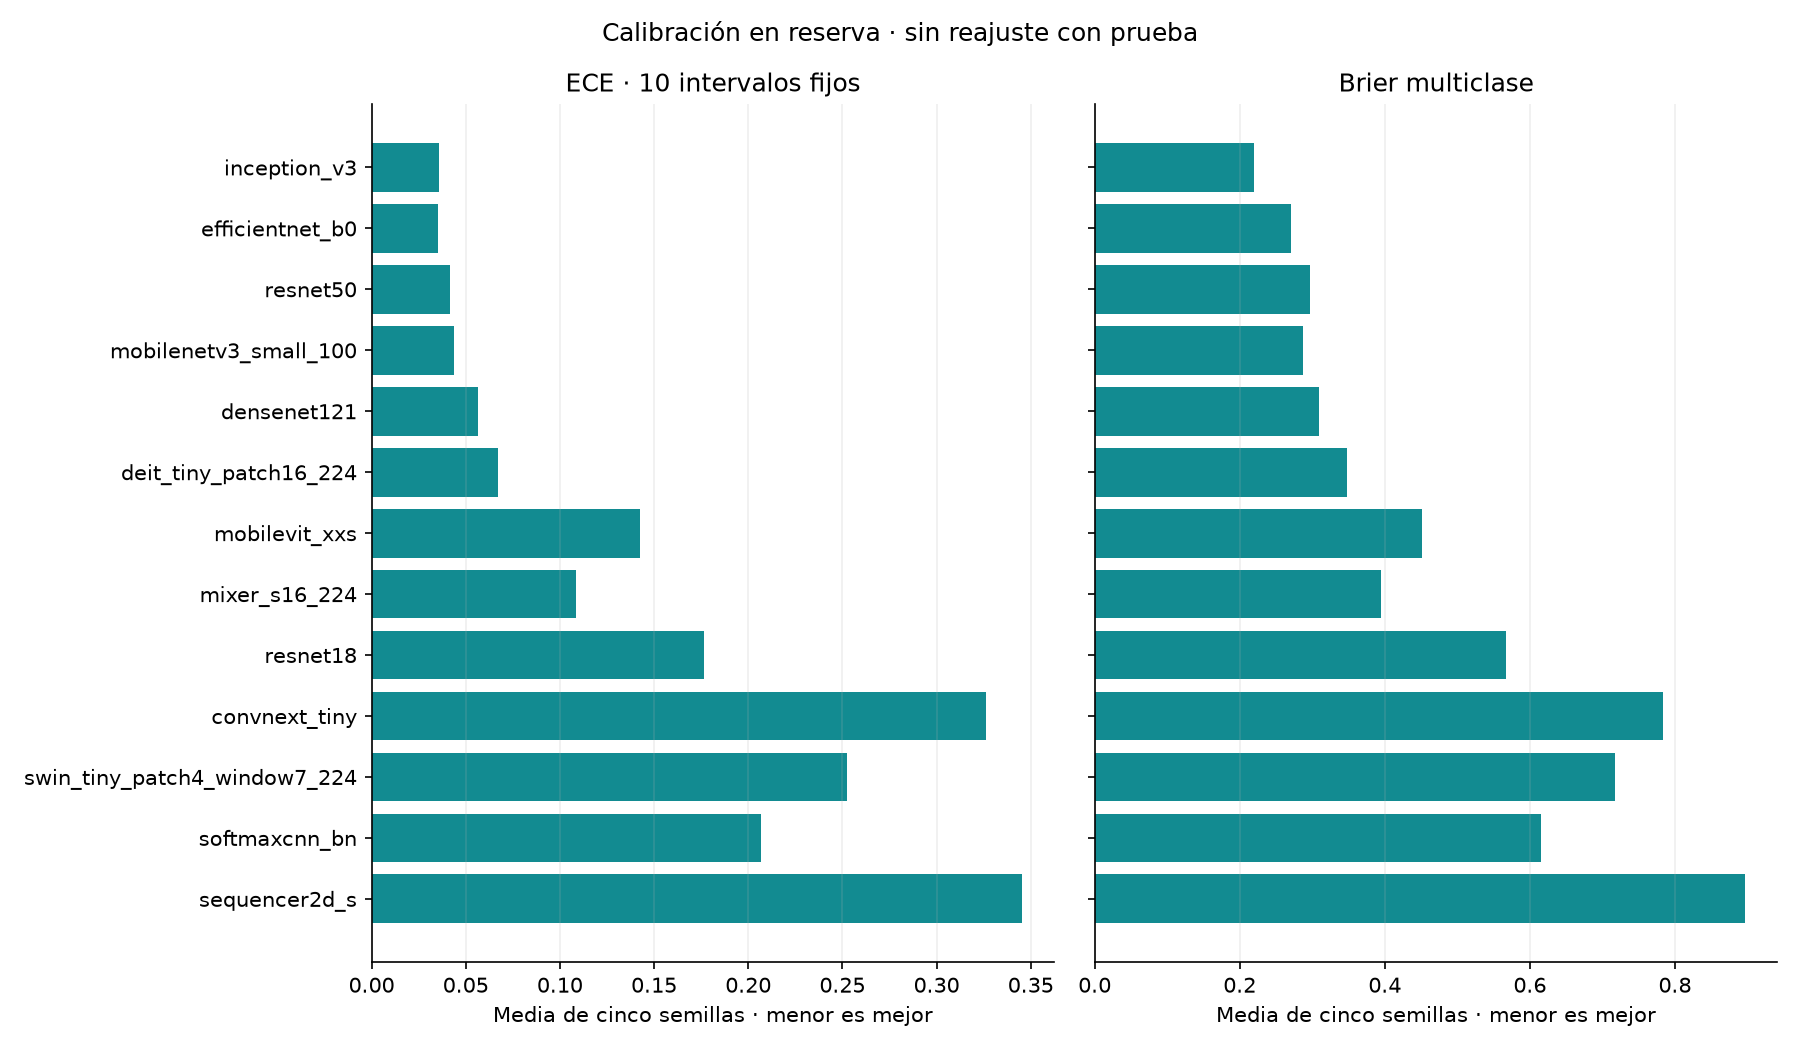 Calibración en reserva · sin reajuste con prueba
ECE · 10 intervalos fijos
inception_v3
efficientnet_b0
resnet50
mobilenetv3_small_100
densenet121
deit_tiny_patch16_224
mobilevit_xxs
mixer_s16_224
resnet18
convnext_tiny
swin_tiny_patch4_window7_224
softmaxcnn_bn
sequencer2d_s
0.00 0.05 0.10 0.15 0.20 0.25 0.30 0.35
Media de cinco semillas · menor es mejor
Brier multiclase
0.0 0.2 0.4 0.6 0.8
Media de cinco semillas · menor es mejor